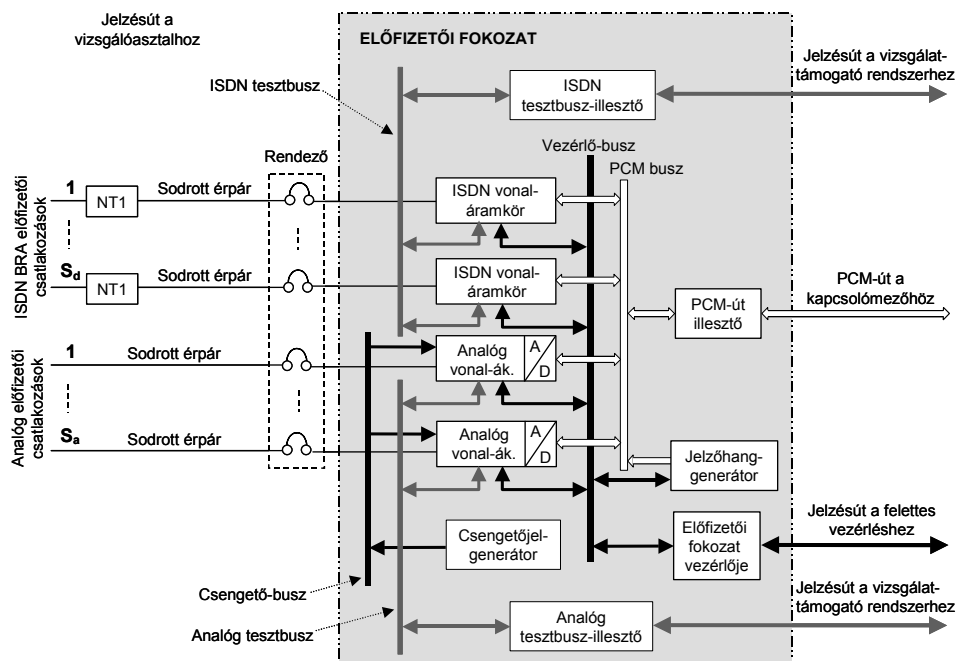 Jelzésút a
vizsgálóasztalhoz
ELŐFIZETŐI FOKOZAT
Jelzésút a vizsgálat-
támogató rendszerhez
ISDN tesztbusz
ISDN
tesztbusz-illesztő
Vezérlő-busz
PCM busz
Rendező
ISDN BRA előfizetői
csatlakozások
1
NT1
Sodrott érpár
ISDN vonal-
áramkör
Sd
NT1
Sodrott érpár
ISDN vonal-
áramkör
PCM-út
illesztő
PCM-út a
kapcsolómezőhöz
Analóg előfizetői
csatlakozások
1
Sodrott érpár
Analóg
vonal-ák.
A
D
Sa
Sodrott érpár
Analóg
vonal-ák.
A
D
Jelzőhang-
generátor
Csengetőjel-
generátor
Előfizetői
fokozat
vezérlője
Jelzésút a felettes
vezérléshez
Csengető-busz
Analóg tesztbusz
Analóg
tesztbusz-illesztő
Jelzésút a vizsgálat-
támogató rendszerhez